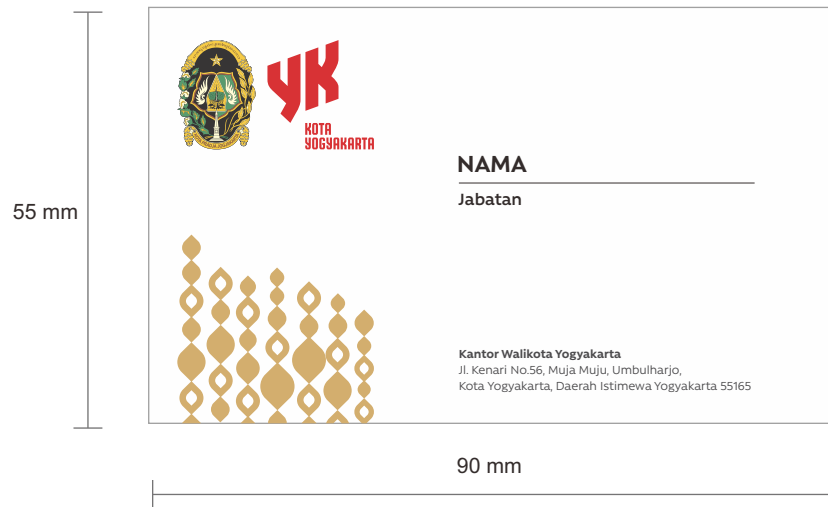 55 mm
YK
KOTA
YOGYAKARTA
NAMA
Jabatan
Kantor Walikota Yogyakarta
Jl. Kenari No.56, Muja Muju, Umbulharjo,
Kota Yogyakarta, Daerah Istimewa Yogyakarta 55165
90 mm